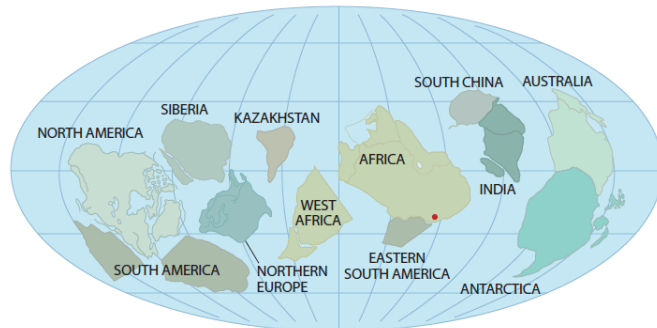 SOUTH CHINA
AUSTRALIA
SIBERIA
KAZAKHSTAN
NORTH AMERICA
AFRICA
INDIA
WEST
AFRICA
SOUTH AMERICA
NORTHERN
EUROPE
EASTERN
SOUTH AMERICA
ANTARCTICA